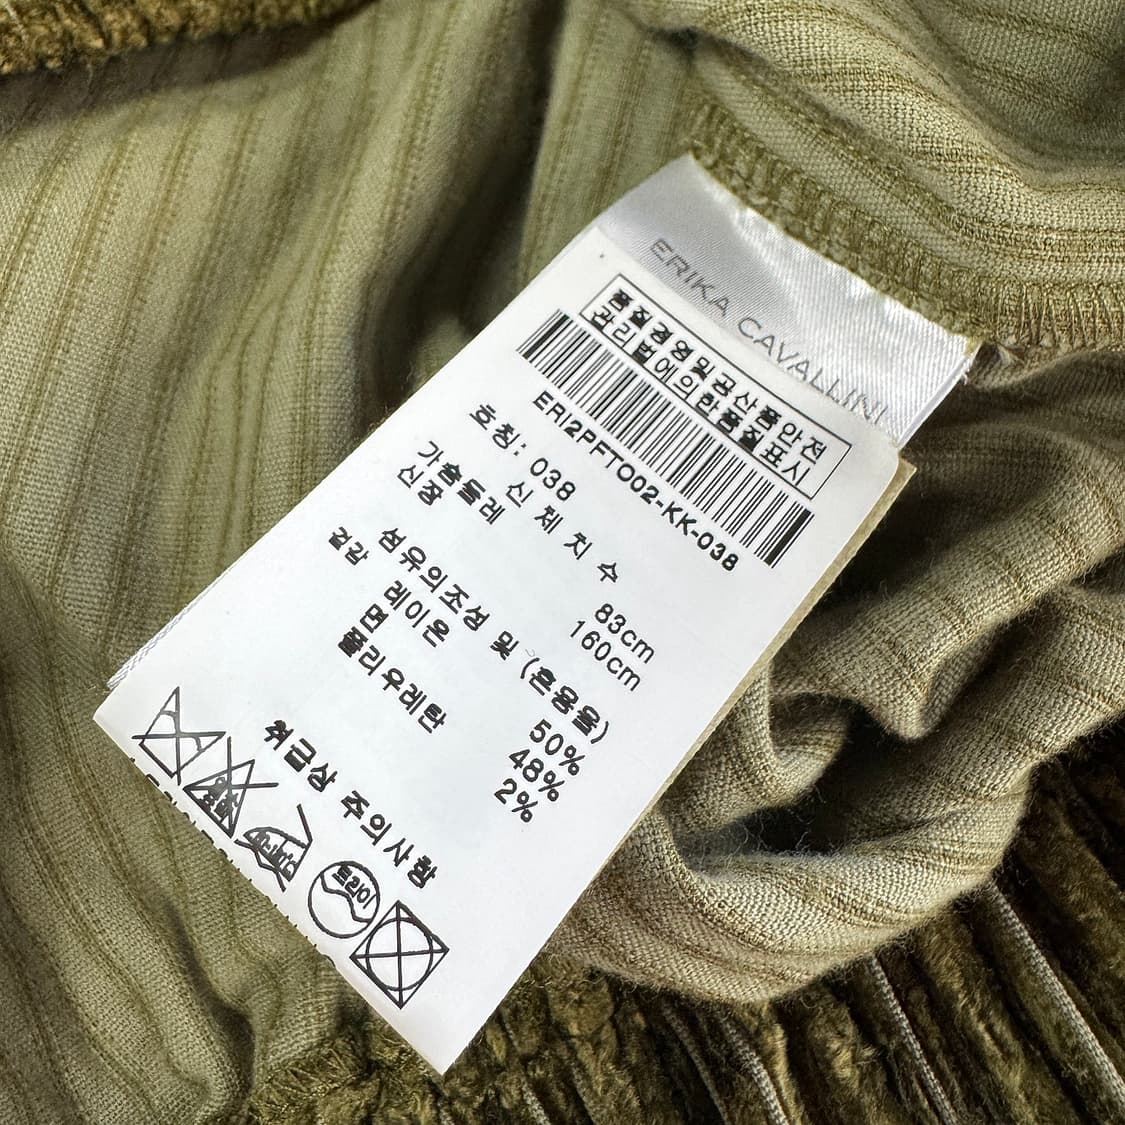 ERIKA CAVALLINI
품질경영및공산품안전
관리법에의한품질표시
ERI2PFTO02-KK-038
호칭: 038
신 체 치 수
가슴둘레 83cm
신장 160cm
섬유의조성 및 (혼용율)
겉감 레이온 50%
면 48%
폴리우레탄 2%
취급상 주의사항
드라이